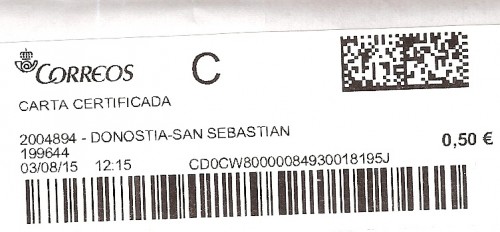 CORREOS C
CARTA CERTIFICADA
2004894 - DONOSTIA-SAN SEBASTIAN
199644
0,50 €
03/08/15 12:15 CD0CW80000084930018195J